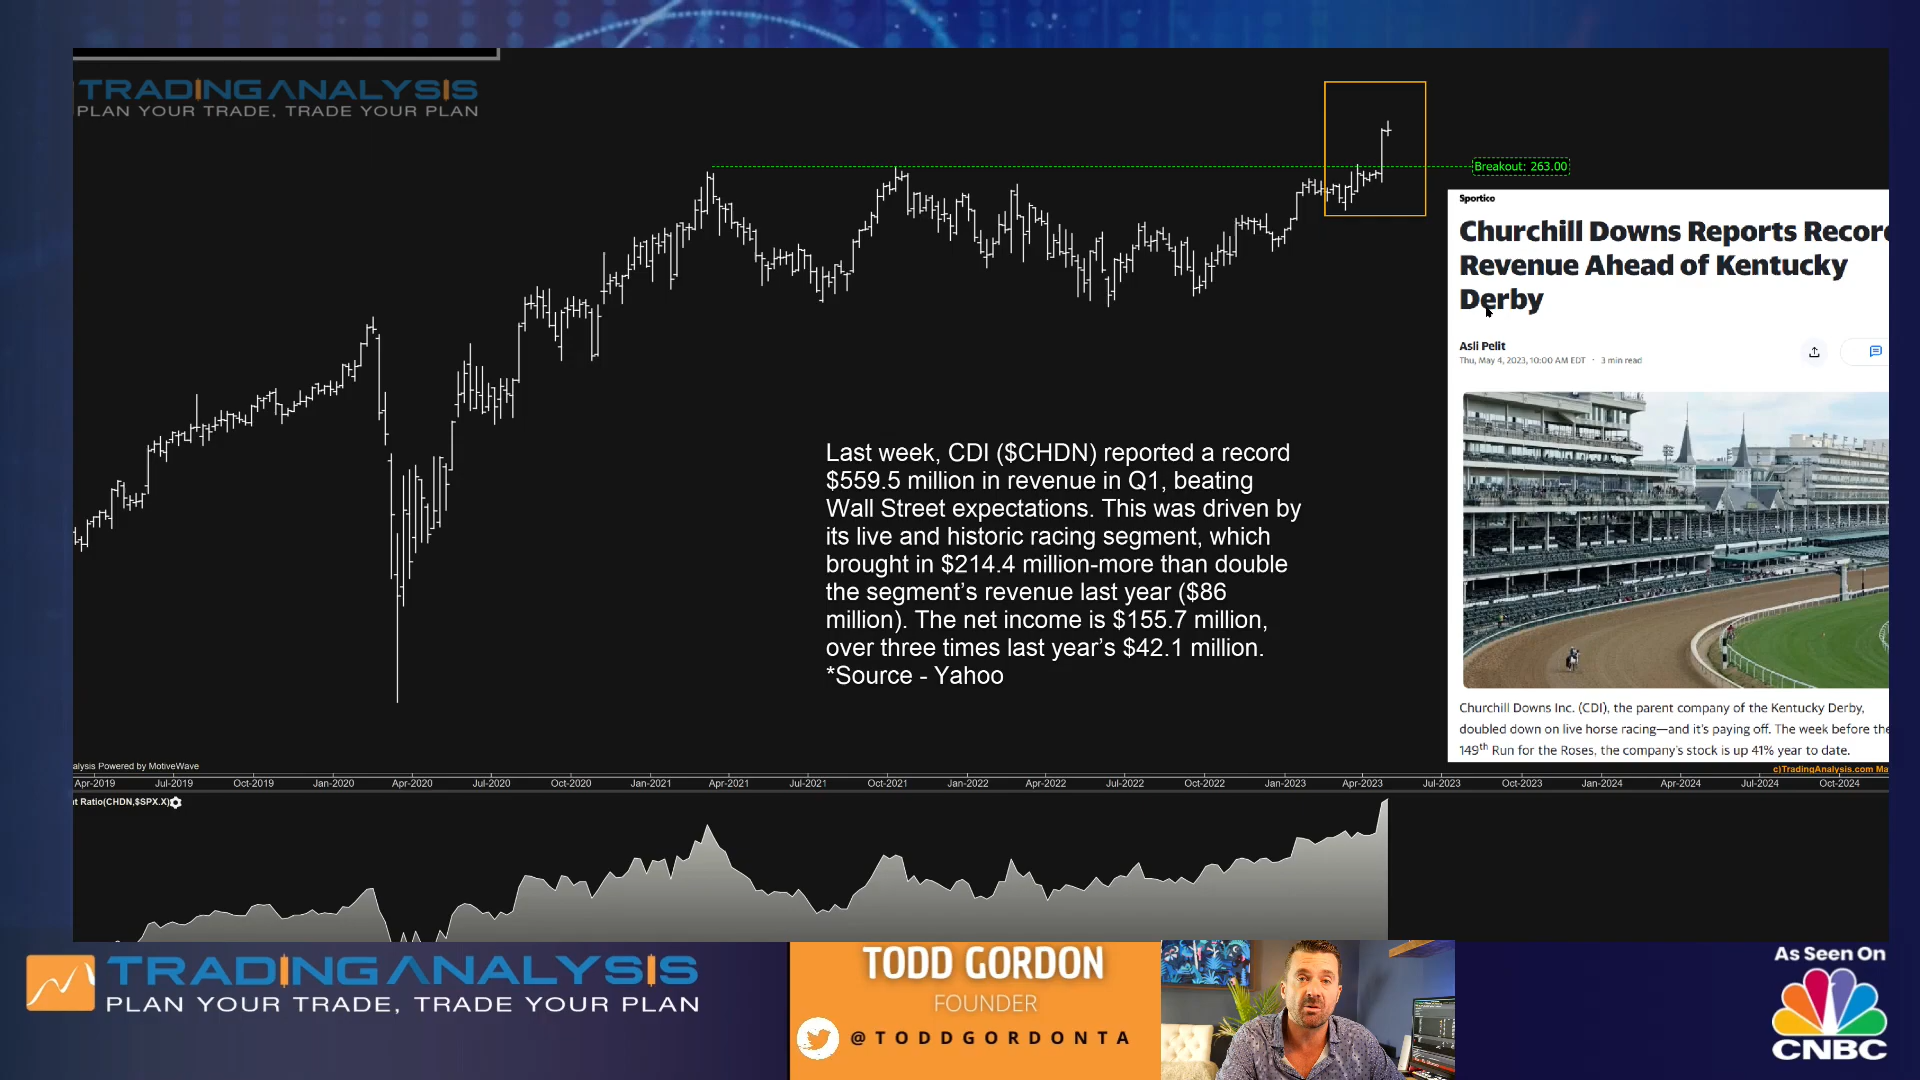 TRADINGANALYSIS
PLAN YOUR TRADE, TRADE YOUR PLAN
Breakout: 263.00
Sportico
Churchill Downs Reports Record
Revenue Ahead of Kentucky
Derby
Asli Pelit
Thu, May 4, 2023, 10:00 AM EDT · 3 min read
Last week, CDI ($CHDN) reported a record
$559.5 million in revenue in Q1, beating
Wall Street expectations. This was driven by
its live and historic racing segment, which
brought in $214.4 million-more than double
the segment’s revenue last year ($86
million). The net income is $155.7 million,
over three times last year’s $42.1 million.
*Source - Yahoo
Churchill Downs Inc. (CDI), the parent company of the Kentucky Derby,
doubled down on live horse racing—and it's paying off. The week before the
149th Run for the Roses, the company's stock is up 41% year to date.
alysis Powered by MotiveWave
c)TradingAnalysis.com Ma
Apr-2019 Jul-2019 Oct-2019 Jan-2020 Apr-2020 Jul-2020 Oct-2020 Jan-2021 Apr-2021 Jul-2021 Oct-2021 Jan-2022 Apr-2022 Jul-2022 Oct-2022 Jan-2023 Apr-2023 Jul-2023 Oct-2023 Jan-2024 Apr-2024 Jul-2024 Oct-2024
t Ratio(CHDN,$SPX.X)
TRADINGANALYSIS
PLAN YOUR TRADE, TRADE YOUR PLAN
TODD GORDON
FOUNDER
@TODDGORDONTA
As Seen On
CNBC